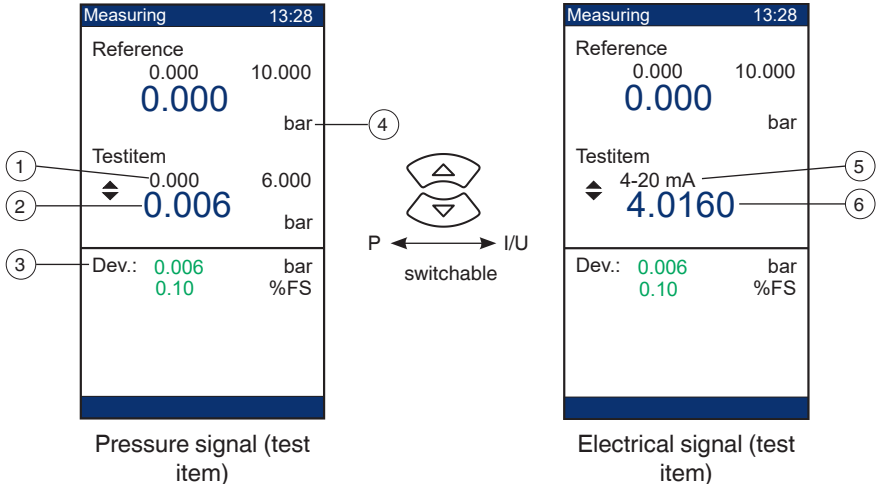 Measuring 13:28
Reference
0.000 10.000
0.000
bar
4
Testitem
1
0.000 6.000
2
0.006
bar
3
Dev.: 0.006 bar
0.10 %FS
Pressure signal (test
item)
P I/U
switchable
Measuring 13:28
Reference
0.000 10.000
0.000
bar
Testitem
4-20 mA
5
4.0160
6
Dev.: 0.006 bar
0.10 %FS
Electrical signal (test
item)